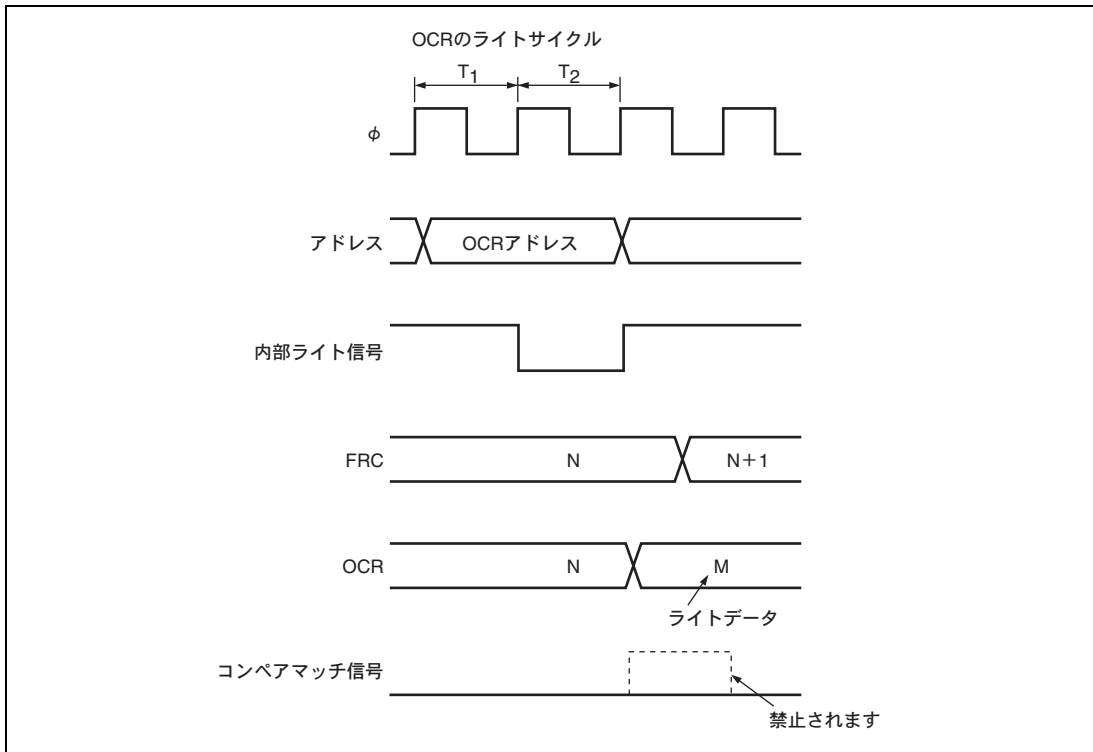 OCRのライトサイクル
T1 T2
φ
アドレス OCRアドレス
内部ライト信号
FRC N N+1
OCR N M
ライトデータ
コンペアマッチ信号
禁止されます